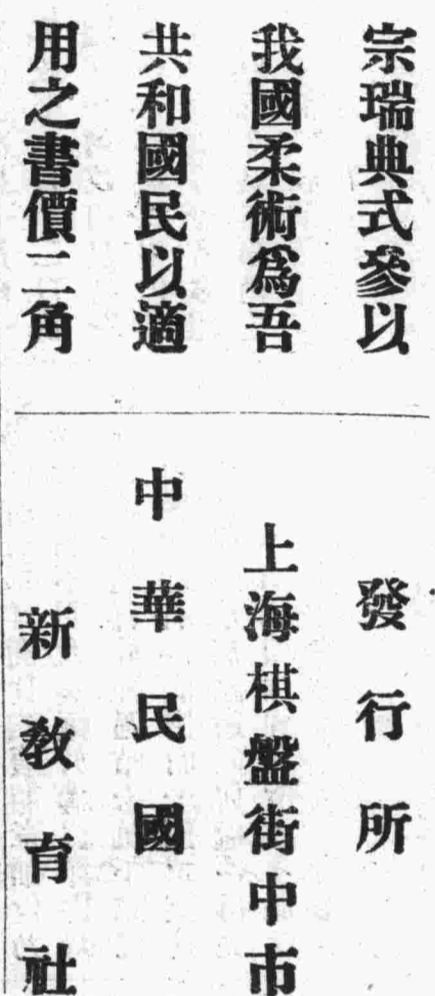 宗瑞典式參以
我國柔術爲吾
共和國民以適
用之書價二角
發行所
上海棋盤街中市
中華民國
新教育社